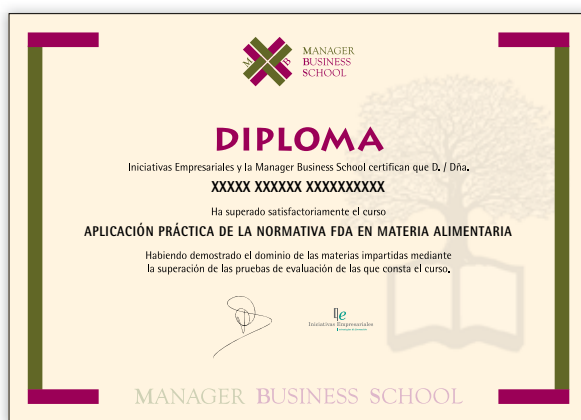 M B
MANAGER
BUSINESS
SCHOOL
DIPLOMA
Iniciativas Empresariales y la Manager Business School certifican que D. / Dña.
XXXXX XXXXXX XXXXXXXXXX
Ha superado satisfactoriamente el curso
APLICACIÓN PRÁCTICA DE LA NORMATIVA FDA EN MATERIA ALIMENTARIA
Habiendo demostrado el dominio de las materias impartidas mediante
la superación de las pruebas de evaluación de las que consta el curso.
Ie
Iniciativas Empresariales
MANAGER BUSINESS SCHOOL